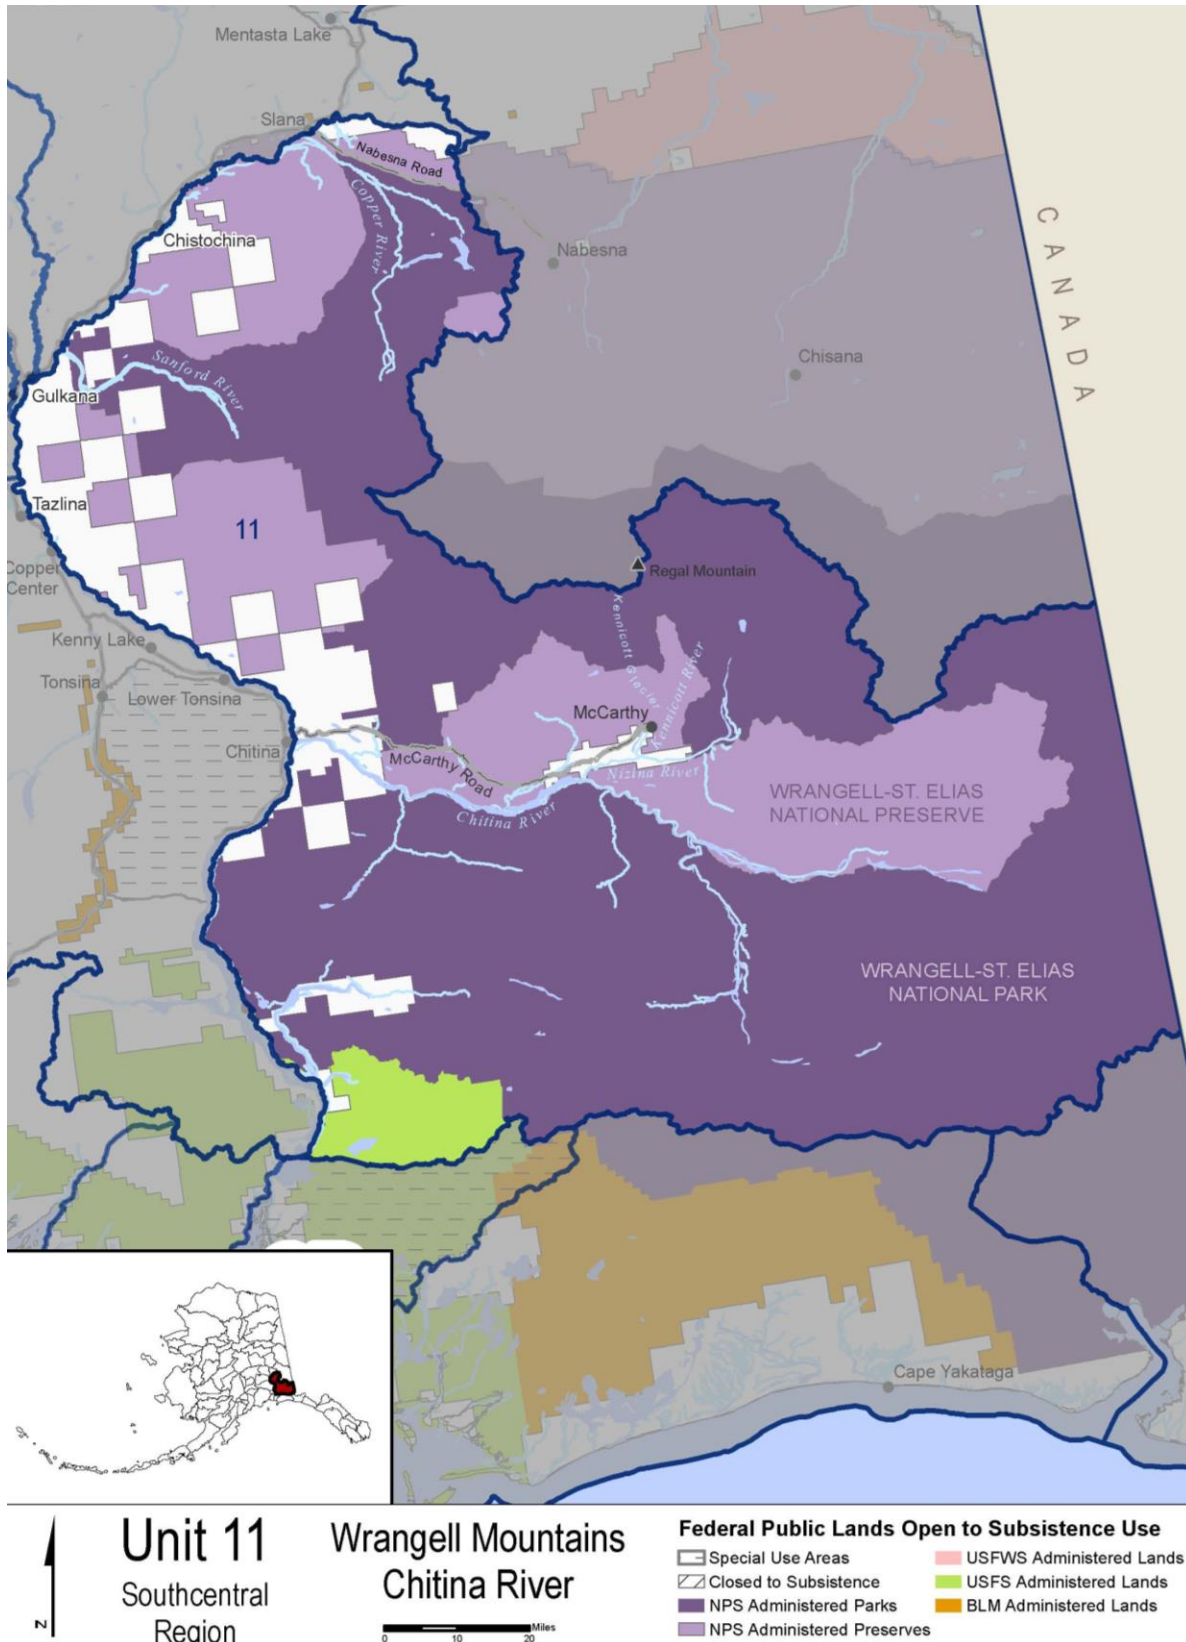 Mentasta Lake
Slana
Nabesna Road
Copper River
Chistochina
Nabesna
CANADA
Chisana
Sanford River
Gulkana
Tazlina
11
Copper
Center
Regal Mountain
Kennicott Glacier
Kennicott River
Kenny Lake
Tonsina
Lower Tonsina
McCarthy
Chitina
McCarthy Road
Nizina River
Chitina River
WRANGELL-ST. ELIAS
NATIONAL PRESERVE
WRANGELL-ST. ELIAS
NATIONAL PARK
Cape Yakataga
N
Unit 11
Southcentral
Region
Wrangell Mountains
Chitina River
0 10 20 Miles
Federal Public Lands Open to Subsistence Use
Special Use Areas
Closed to Subsistence
NPS Administered Parks
NPS Administered Preserves
USFWS Administered Lands
USFS Administered Lands
BLM Administered Lands